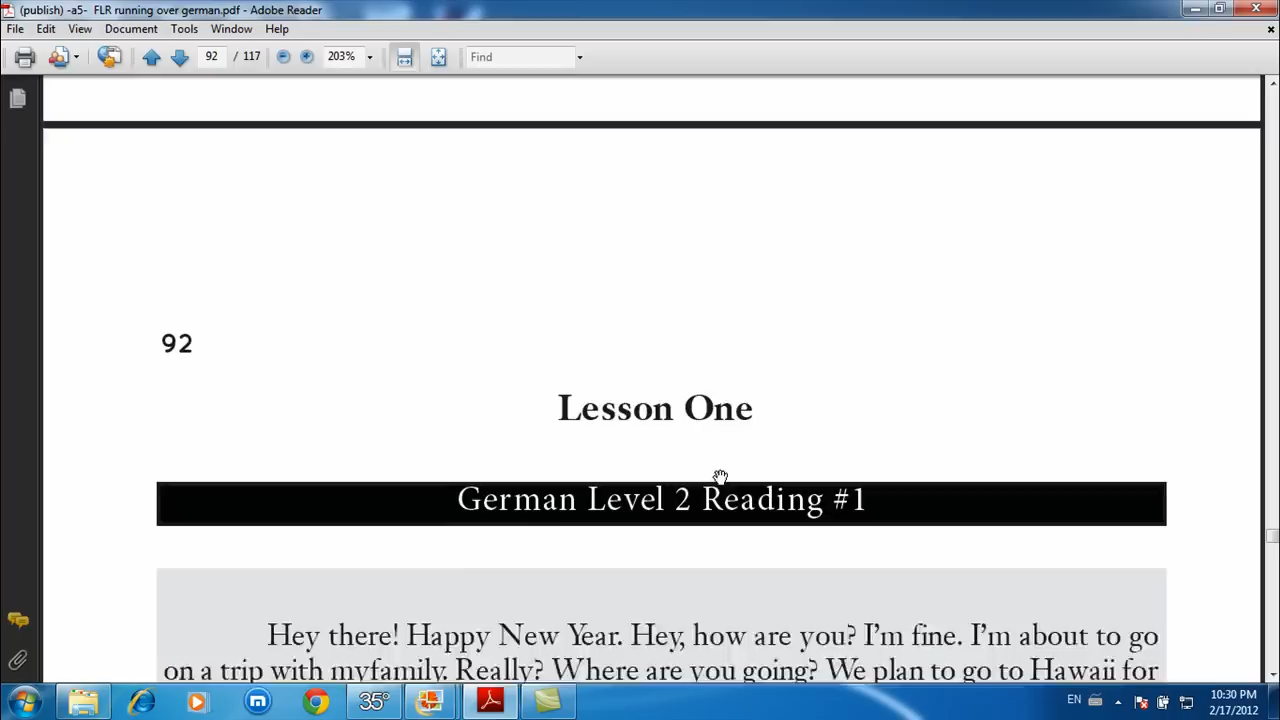 (publish) -a5- FLR running over german.pdf - Adobe Reader
File Edit View Document Tools Window Help
92 / 117 203% Find
92
Lesson One
German Level 2 Reading #1
Hey there! Happy New Year. Hey, how are you? I'm fine. I'm about to go
on a trip with myfamily. Really? Where are you going? We plan to go to Hawaii for
35° EN 10:30 PM
2/17/2012